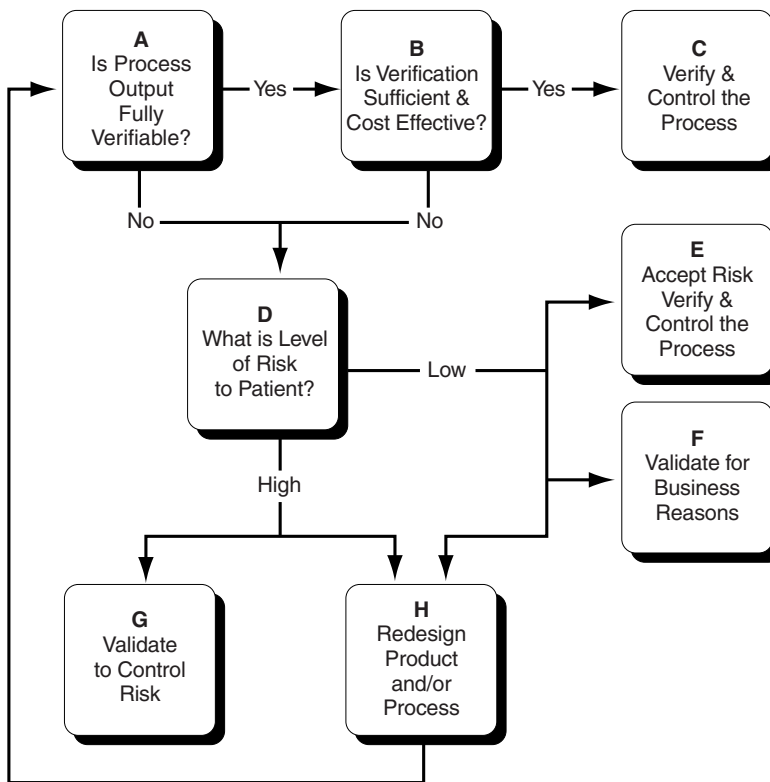 A
Is Process
Output
Fully
Verifiable?
Yes
B
Is Verification
Sufficient &
Cost Effective?
Yes
C
Verify &
Control the
Process
No
No
D
What is Level
of Risk
to Patient?
Low
E
Accept Risk
Verify &
Control the
Process
F
Validate for
Business
Reasons
High
G
Validate
to Control
Risk
H
Redesign
Product
and/or
Process